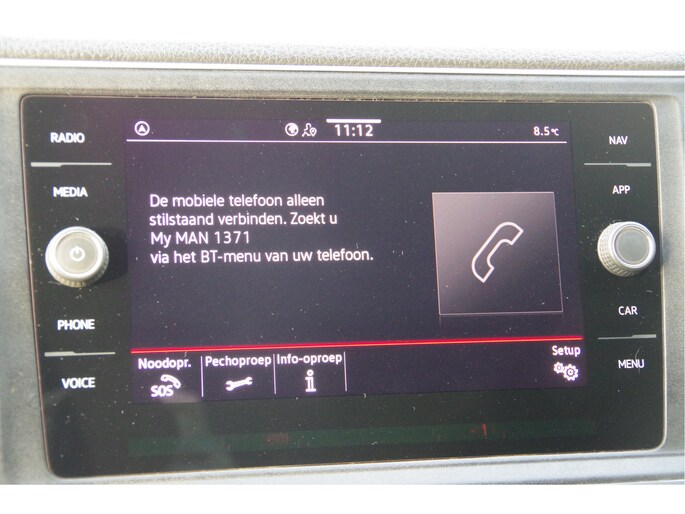 RADIO
MEDIA
PHONE
VOICE
11:12
8.5°C
De mobiele telefoon alleen
stilstaand verbinden. Zoekt u
My MAN 1371
via het BT-menu van uw telefoon.
Noodopr. Pechoproep Info-oproep Setup
SOS
NAV
APP
CAR
MENU